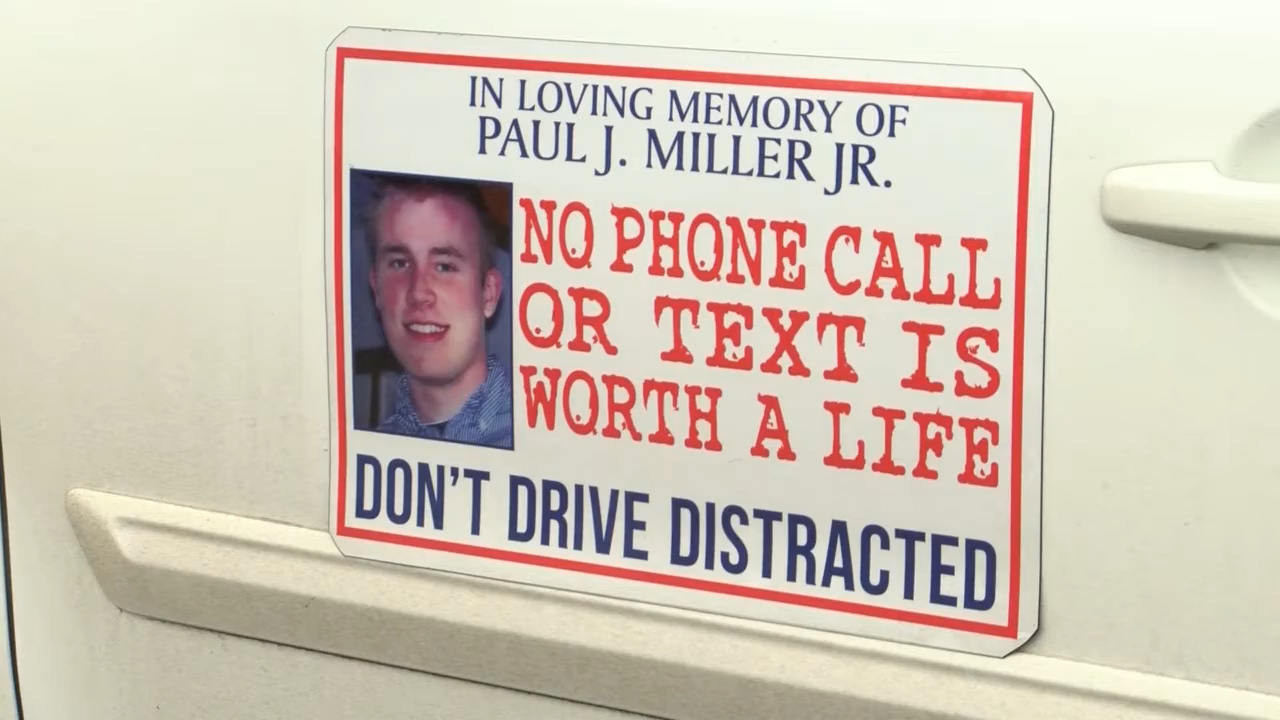 IN LOVING MEMORY OF
PAUL J. MILLER JR.
NO PHONE CALL
OR TEXT IS
WORTH A LIFE
DON'T DRIVE DISTRACTED